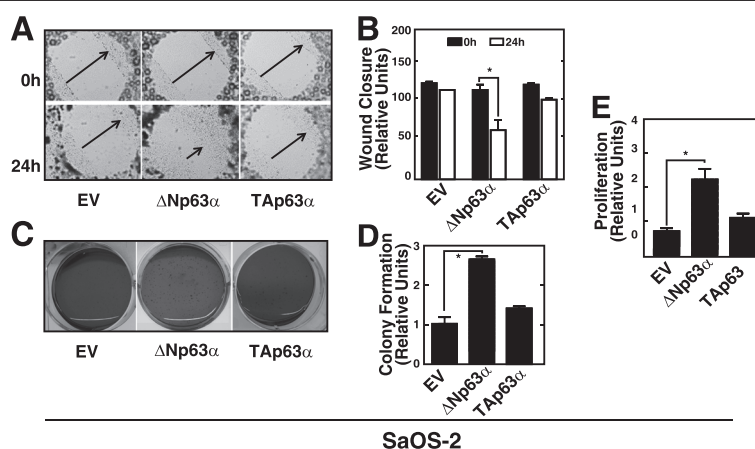 A
0h
24h
EV ΔNp63α TAp63α
B
Wound Closure
(Relative Units)
200
150
100
50
0
0h 24h
*
EV ΔNp63α TAp63α
C
EV ΔNp63α TAp63α
D
Colony Formation
(Relative Units)
3
2
1
0
*
EV ΔNp63α TAp63α
E
Proliferation
(Relative Units)
4
3
2
1
0
*
EV ΔNp63α TAp63
SaOS-2